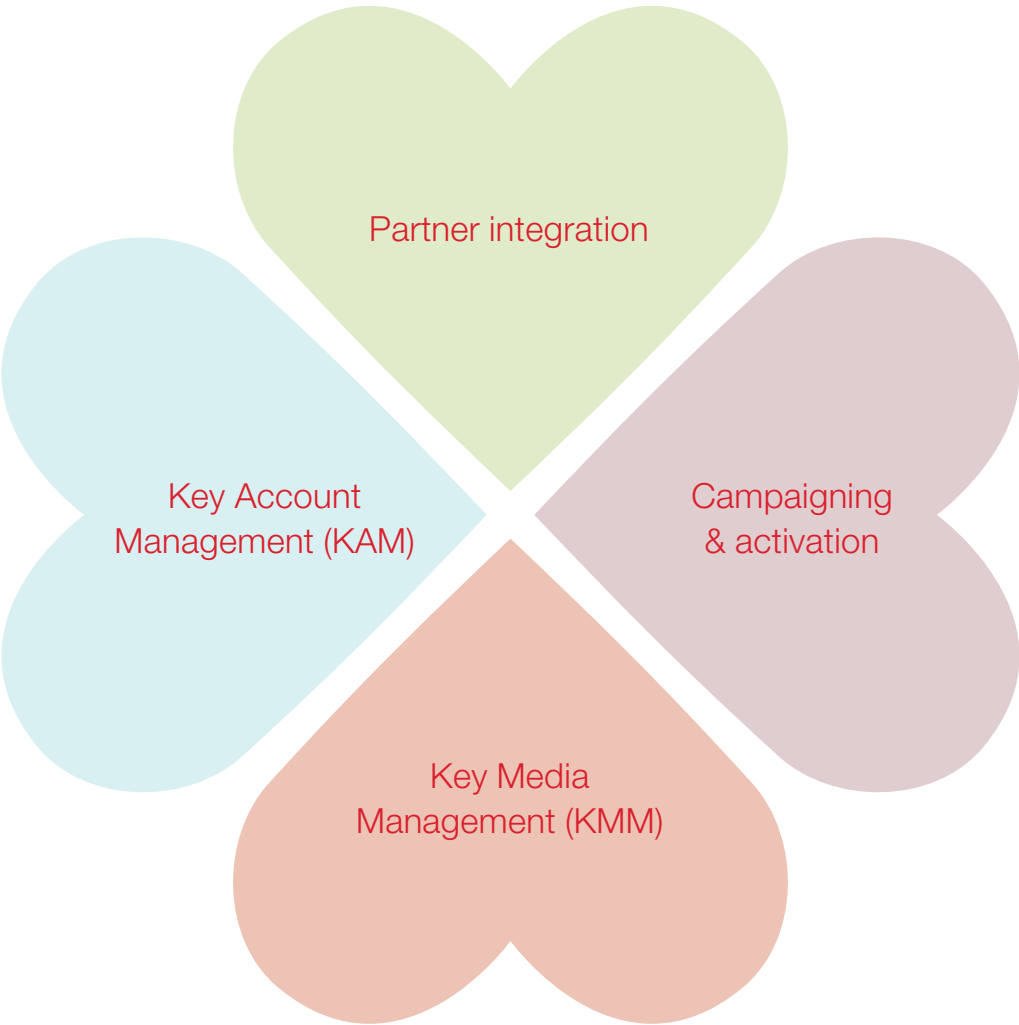 Partner integration
Key Account
Management (KAM)
Campaigning
& activation
Key Media
Management (KMM)